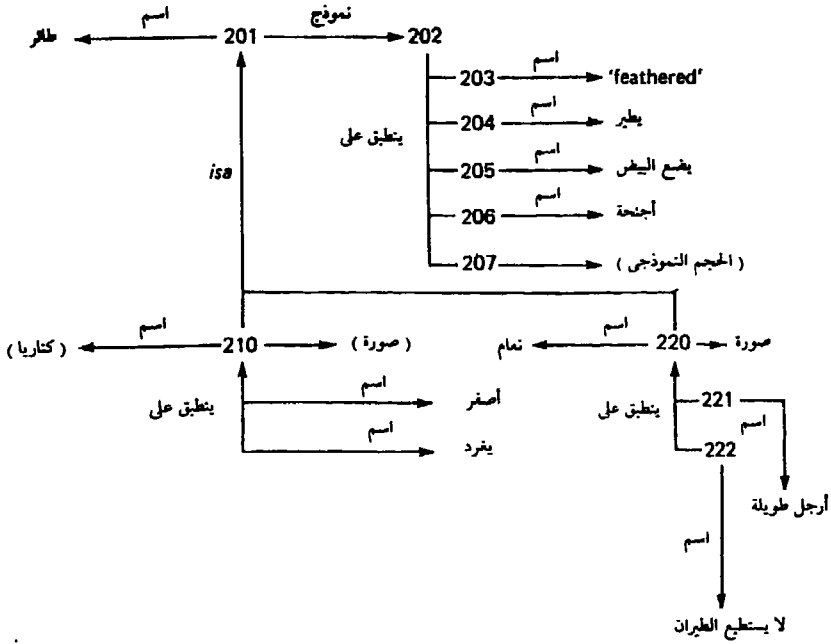 طائر اسم 201 نموذج 202
203 اسم 'feathered'
204 اسم يطير
ينطبق على
205 اسم يضع البيض
isa
206 اسم أجنحة
207 ( الحجم النموذجى )
( كناريا ) اسم 210 ( صورة )
نعام اسم 220 صورة
اسم أصفر
ينطبق على
اسم يغرد
221
ينطبق على
اسم
222
أرجل طويلة
اسم
لا يستطيع الطيران